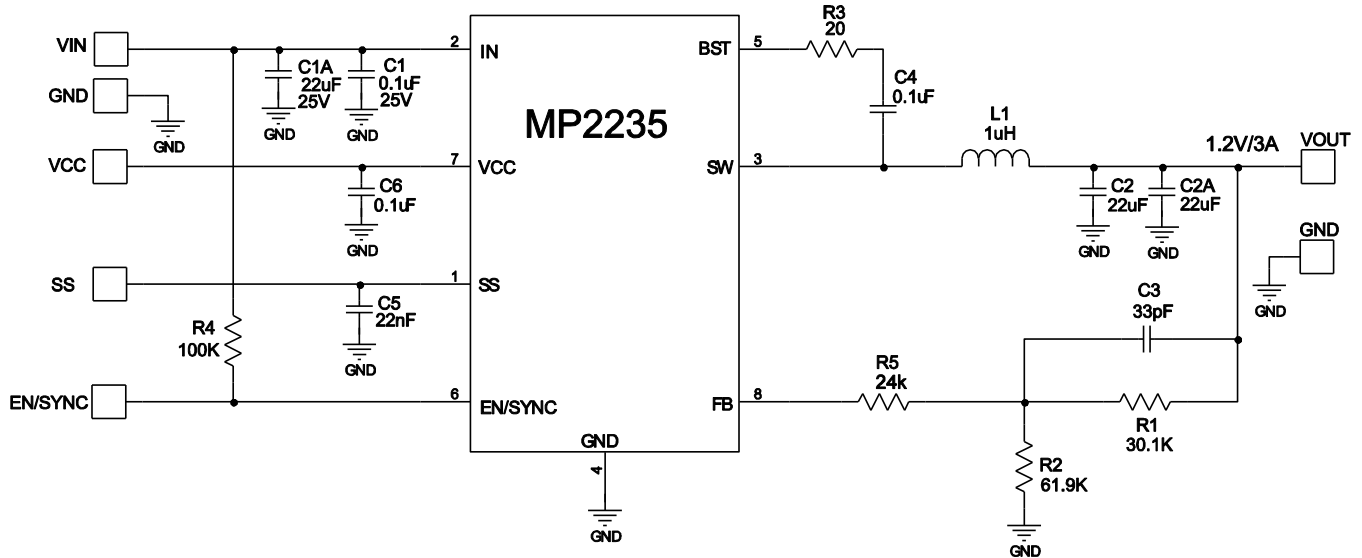 VIN
GND
VCC
SS
EN/SYNC
R4
100K
C1A
22uF
25V
GND
C1
0.1uF
25V
GND
GND
C6
0.1uF
GND
C5
22nF
GND
2
7
1
6
IN
VCC
SS
EN/SYNC
MP2235
BST
SW
FB
GND
4
GND
5
3
8
R3
20
C4
0.1uF
L1
1uH
1.2V/3A
VOUT
C2
22uF
GND
C2A
22uF
GND
GND
GND
C3
33pF
R5
24k
R1
30.1K
R2
61.9K
GND